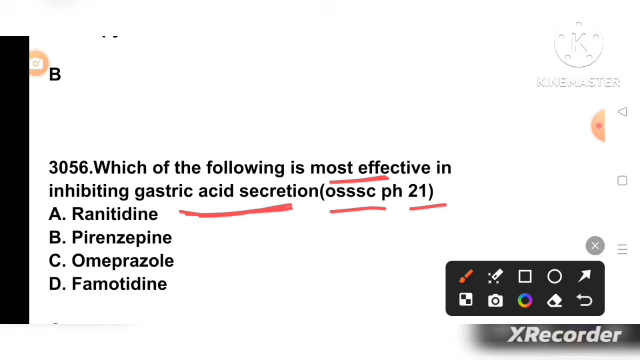 B
K
KINEMASTER
3056.Which of the following is most effective in
inhibiting gastric acid secretion(osssc ph 21)
A. Ranitidine
B. Pirenzepine
C. Omeprazole
D. Famotidine
XRecorder